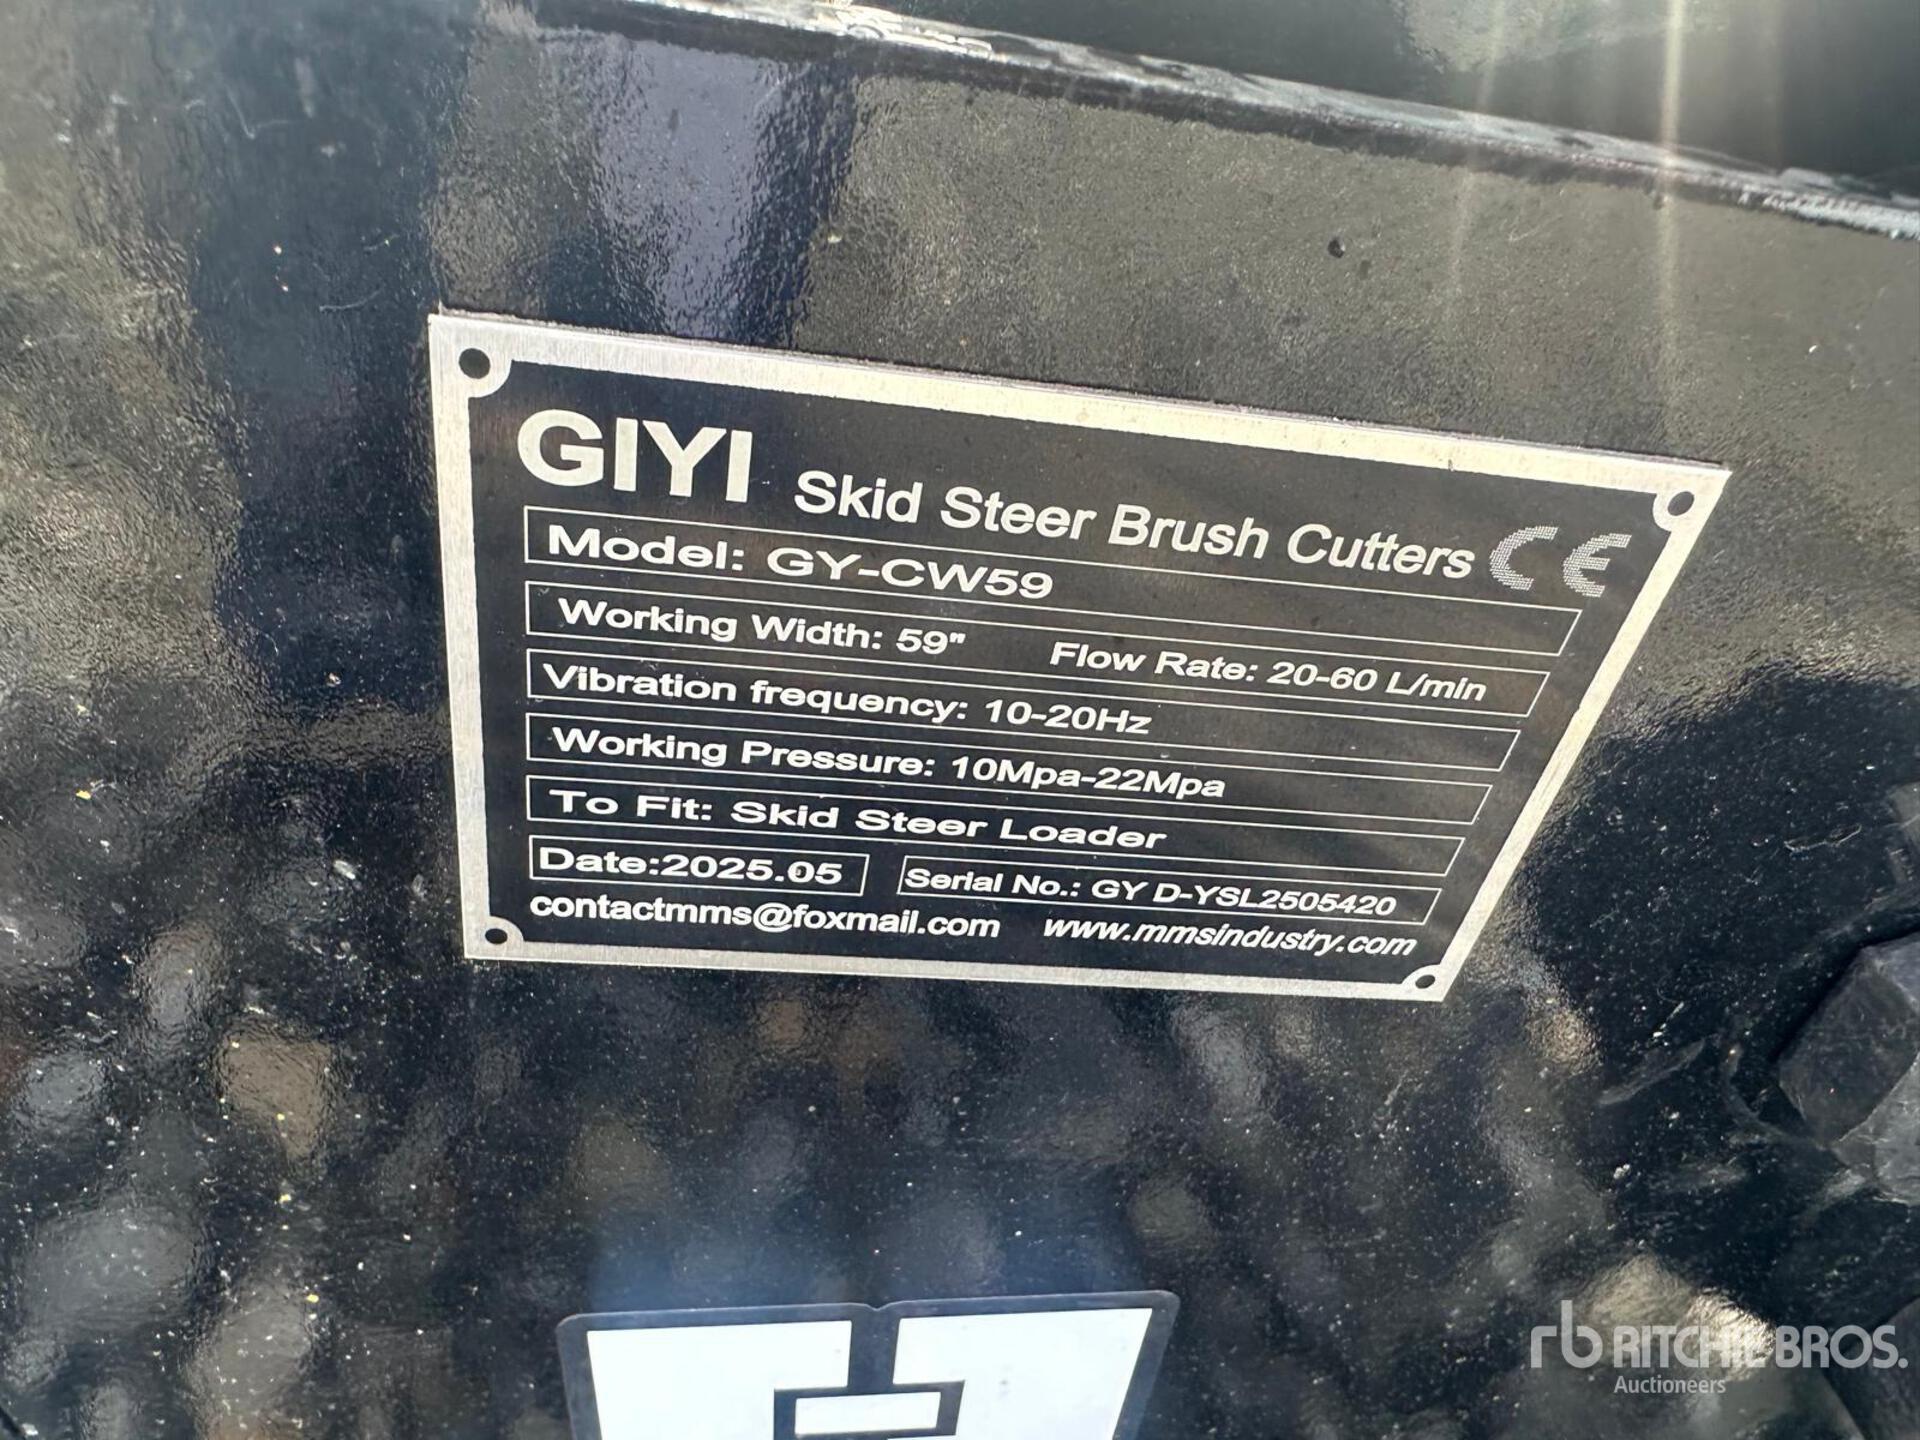 GIYI Skid Steer Brush Cutters CE
Model: GY-CW59
Working Width: 59" Flow Rate: 20-60 L/min
Vibration frequency: 10-20Hz
Working Pressure: 10Mpa-22Mpa
To Fit: Skid Steer Loader
Date:2025.05 Serial No.: GY D-YSL2505420
contactmms@foxmail.com www.mmsindustry.com
rb RITCHIE BROS.
Auctioneers